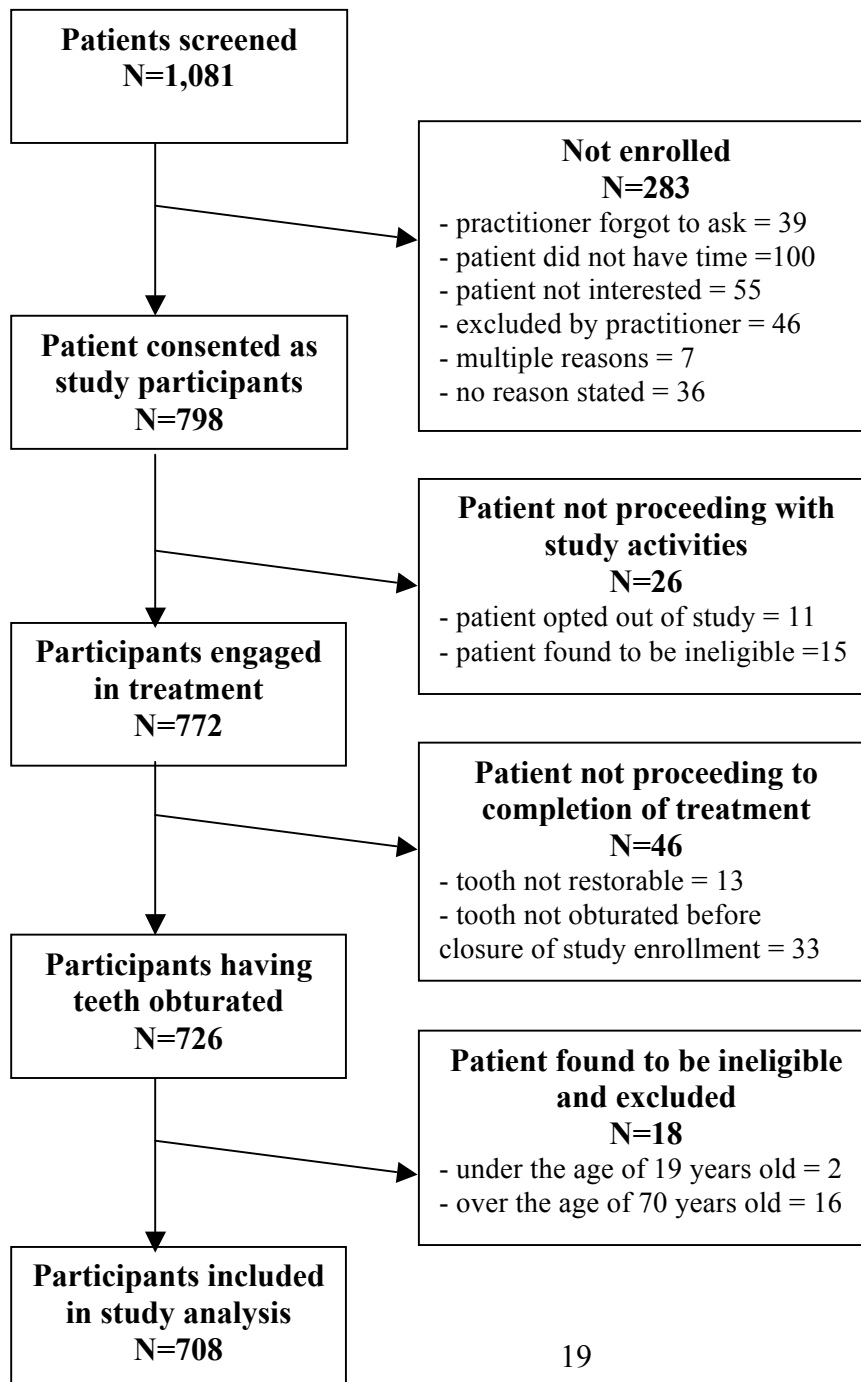 Patients screened
N=1,081
Not enrolled
N=283
- practitioner forgot to ask = 39
- patient did not have time =100
- patient not interested = 55
- excluded by practitioner = 46
- multiple reasons = 7
- no reason stated = 36
Patient consented as
study participants
N=798
Patient not proceeding with
study activities
N=26
- patient opted out of study = 11
- patient found to be ineligible =15
Participants engaged
in treatment
N=772
Patient not proceeding to
completion of treatment
N=46
- tooth not restorable = 13
- tooth not obturated before
closure of study enrollment = 33
Participants having
teeth obturated
N=726
Patient found to be ineligible
and excluded
N=18
- under the age of 19 years old = 2
- over the age of 70 years old = 16
Participants included
in study analysis
N=708
19